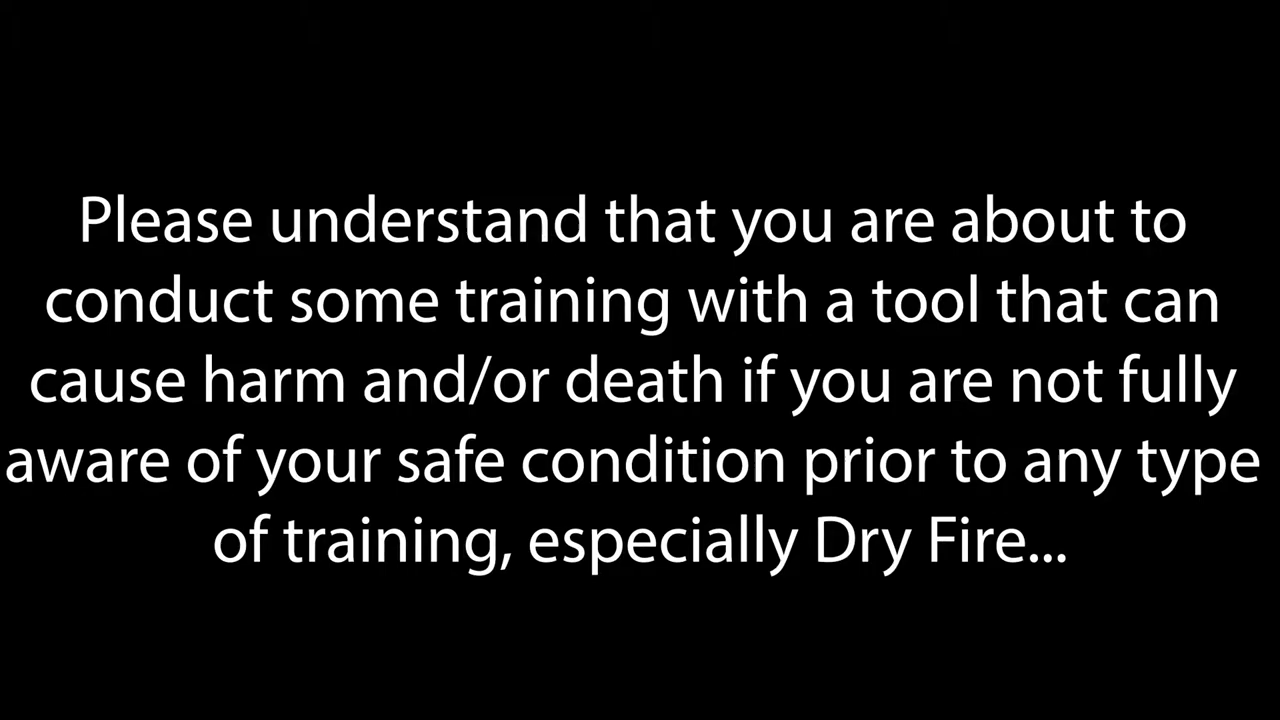 Please understand that you are about to
conduct some training with a tool that can
cause harm and/or death if you are not fully
aware of your safe condition prior to any type
of training, especially Dry Fire...